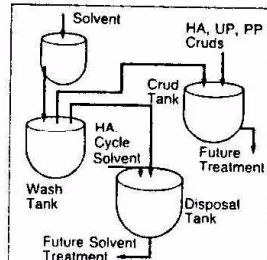 Solvent
HA, UP, PP
Cruds
Crud
Tank
HA.
Cycle
Solvent
Future
Treatment
Wash
Tank
Disposal
Tank
Future Solvent
Treatment